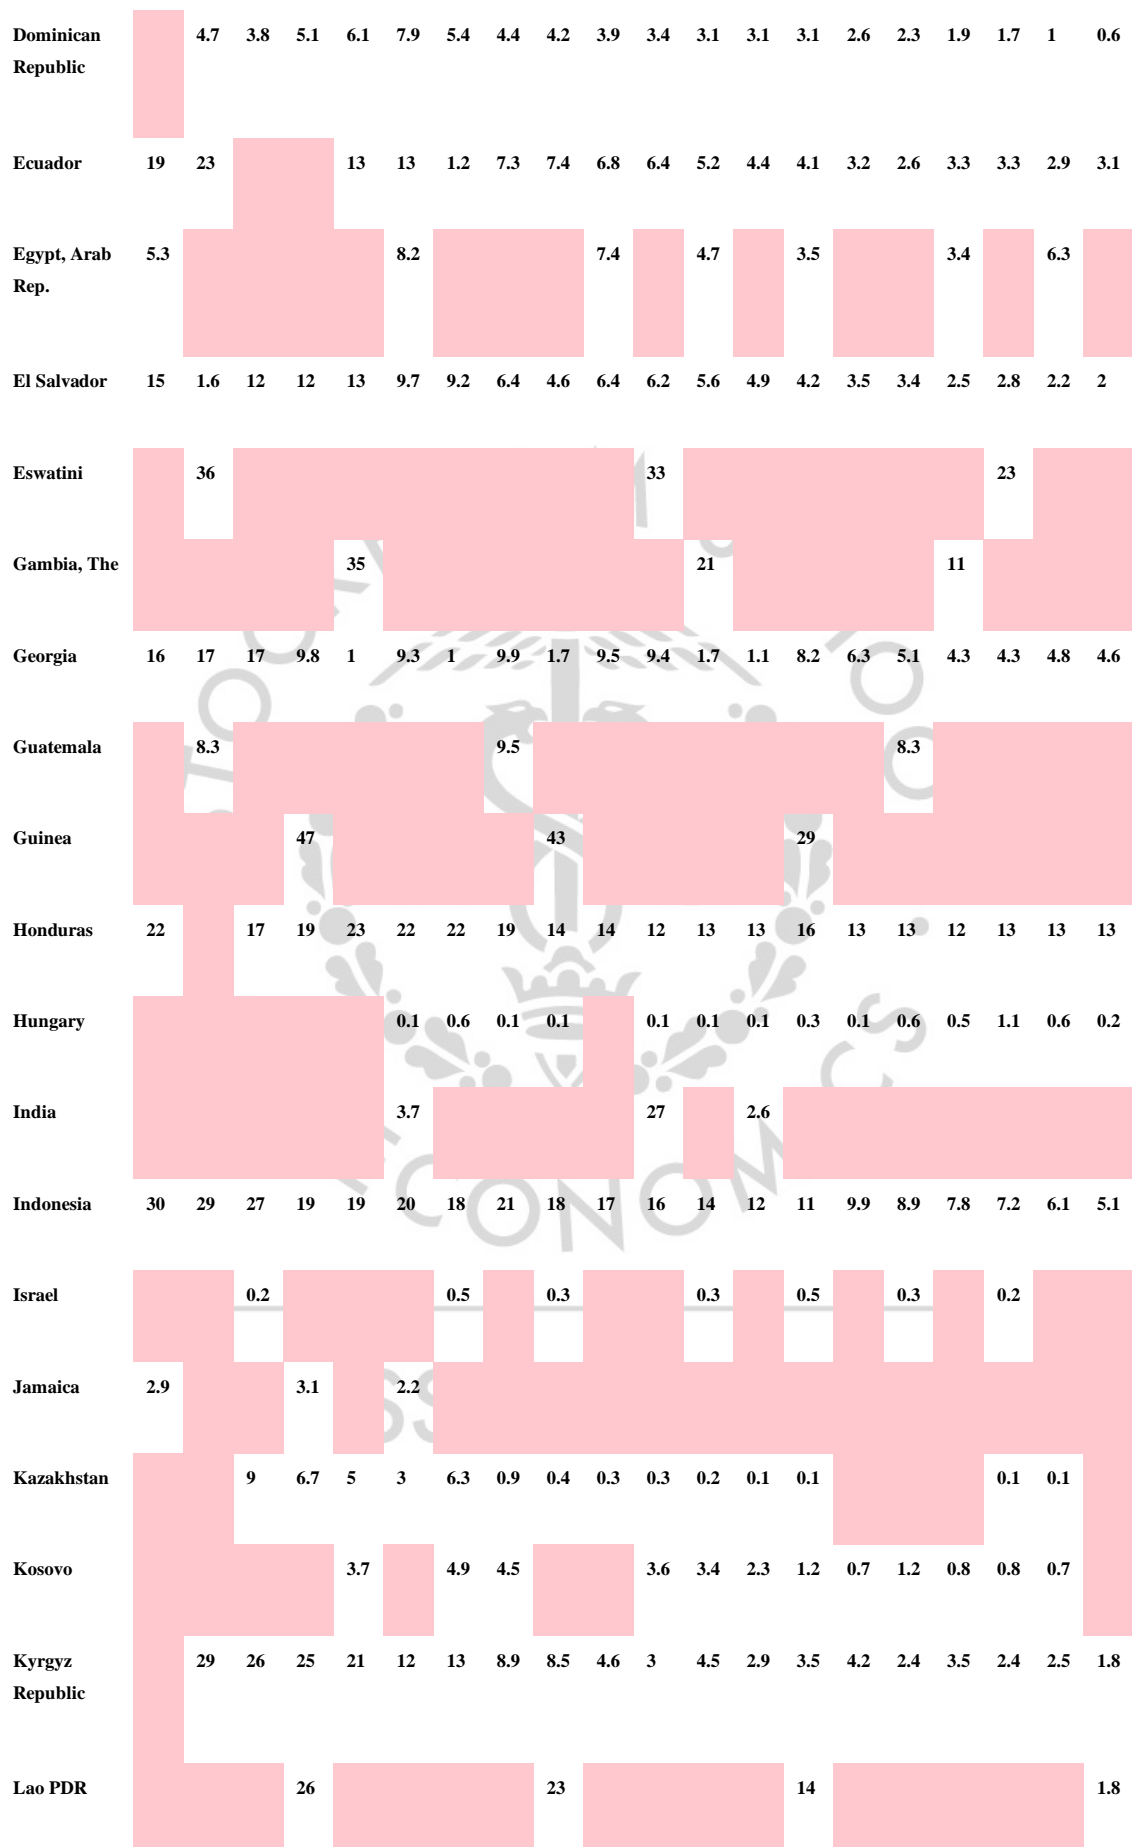 Dominican 4.7 3.8 5.1 6.1 7.9 5.4 4.4 4.2 3.9 3.4 3.1 3.1 3.1 2.6 2.3 1.9 1.7 1 0.6
Republic
Ecuador 19 23 13 13 1.2 7.3 7.4 6.8 6.4 5.2 4.4 4.1 3.2 2.6 3.3 3.3 2.9 3.1
Egypt, Arab 5.3 8.2 7.4 4.7 3.5 3.4 6.3
Rep.
El Salvador 15 1.6 12 12 13 9.7 9.2 6.4 4.6 6.4 6.2 5.6 4.9 4.2 3.5 3.4 2.5 2.8 2.2 2
Eswatini 36 33 23
Gambia, The 35 21 11
Georgia 16 17 17 9.8 1 9.3 1 9.9 1.7 9.5 9.4 1.7 1.1 8.2 6.3 5.1 4.3 4.3 4.8 4.6
Guatemala 8.3 9.5 8.3
Guinea 47 43 29
Honduras 22 17 19 23 22 22 19 14 14 12 13 13 16 13 13 12 13 13 13
Hungary 0.1 0.6 0.1 0.1 0.1 0.1 0.1 0.3 0.1 0.6 0.5 1.1 0.6 0.2
India 3.7 27 2.6
Indonesia 30 29 27 19 19 20 18 21 18 17 16 14 12 11 9.9 8.9 7.8 7.2 6.1 5.1
Israel 0.2 0.5 0.3 0.3 0.5 0.3 0.2
Jamaica 2.9 3.1 2.2
Kazakhstan 9 6.7 5 3 6.3 0.9 0.4 0.3 0.3 0.2 0.1 0.1 0.1 0.1
Kosovo 3.7 4.9 4.5 3.6 3.4 2.3 1.2 0.7 1.2 0.8 0.8 0.7
Kyrgyz 29 26 25 21 12 13 8.9 8.5 4.6 3 4.5 2.9 3.5 4.2 2.4 3.5 2.4 2.5 1.8
Republic
Lao PDR 26 23 14 1.8